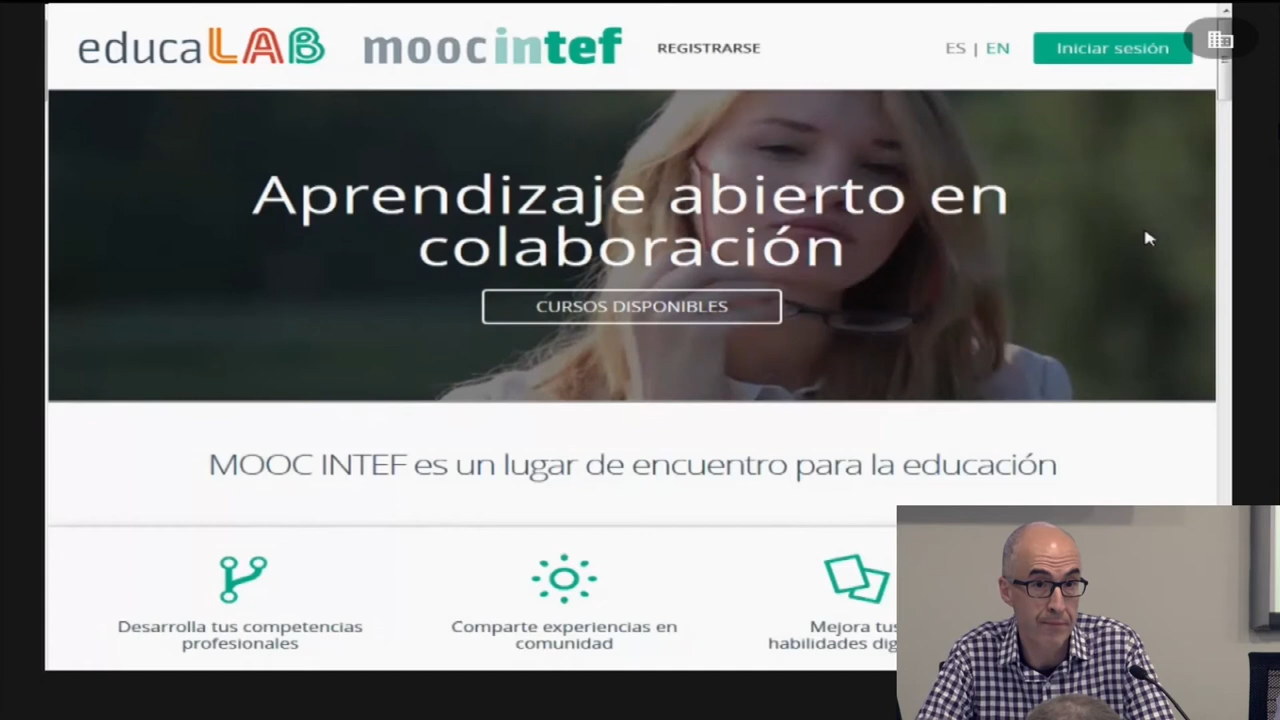 educaLAB moocintef REGISTRARSE ES | EN Iniciar sesión
Aprendizaje abierto en
colaboración
CURSOS DISPONIBLES
MOOC INTEF es un lugar de encuentro para la educación
Desarrolla tus competencias
profesionales
Comparte experiencias en
comunidad
Mejora tus
habilidades dig